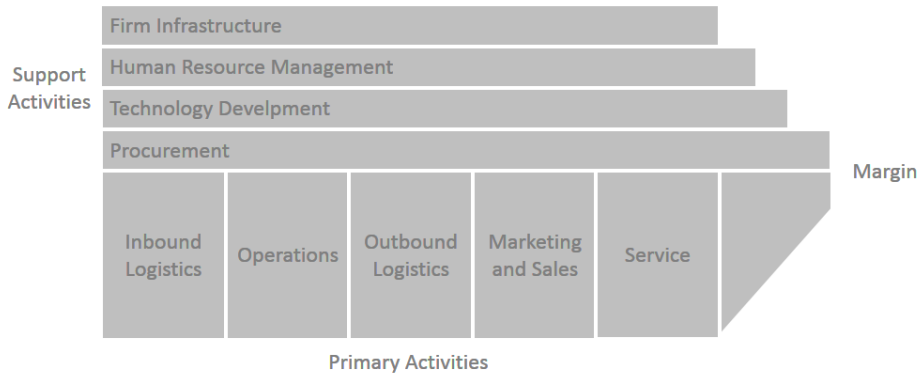 Firm Infrastructure
Human Resource Management
Support
Activities
Technology Develpment
Procurement
Margin
Inbound
Logistics
Operations
Outbound
Logistics
Marketing
and Sales
Service
Primary Activities